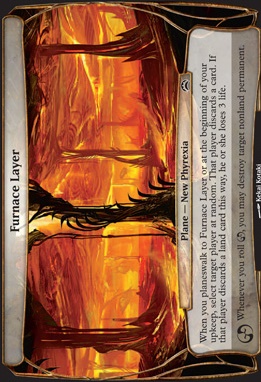 Furnace Layer
Plane — New Phyrexia
When you planeswalk to Furnace Layer or at the beginning of your
upkeep, select target player at random. That player discards a card. If
that player discards a land card this way, he or she loses 3 life.
Whenever you roll , you may destroy target nonland permanent.